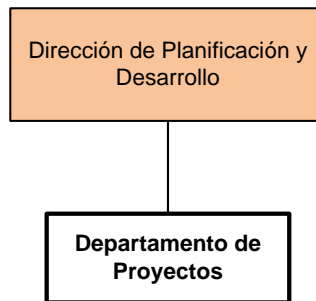 Dirección de Planificación y
Desarrollo
Departamento de
Proyectos